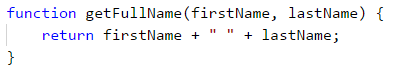 function getFullName(firstName, lastName) {
    return firstName + " " + lastName;
}